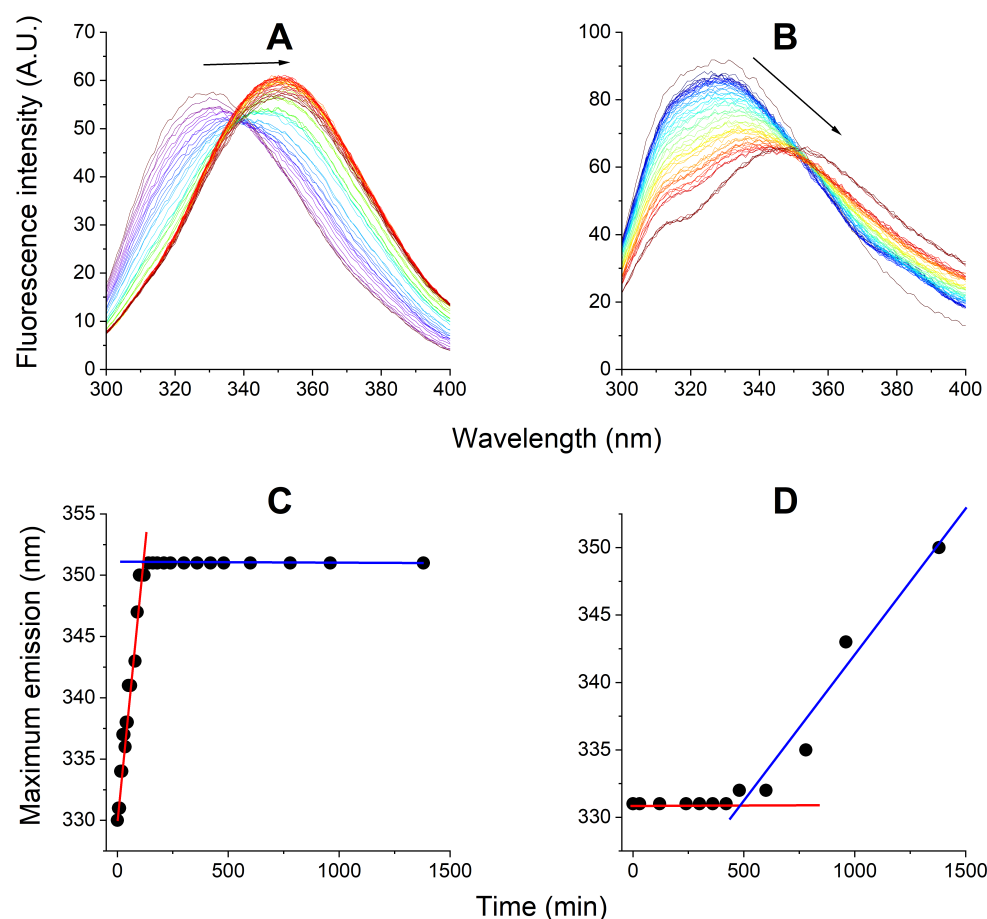 A
B
Fluorescence intensity (A.U.)
70
60
50
40
30
20
10
0
300 320 340 360 380 400
100
80
60
40
20
0
300 320 340 360 380 400
Wavelength (nm)
C
D
Maximum emission (nm)
355
350
345
340
335
330
0 500 1000 1500
350
345
340
335
330
0 500 1000 1500
Time (min)